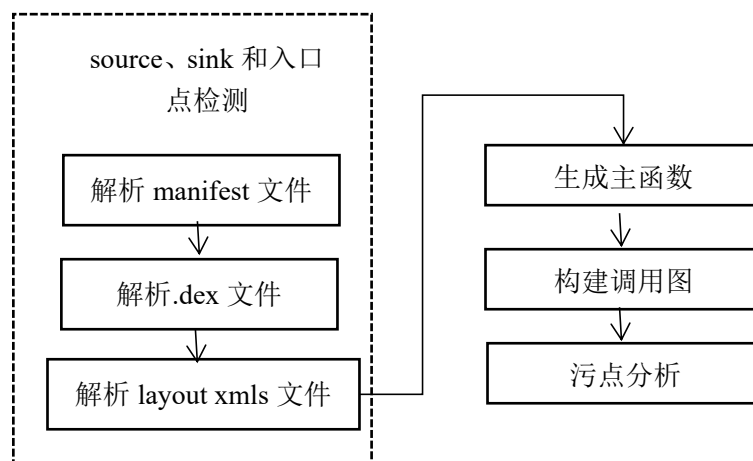 source、sink 和入口
点检测
解析 manifest 文件
解析.dex 文件
解析 layout xmls 文件
生成主函数
构建调用图
污点分析